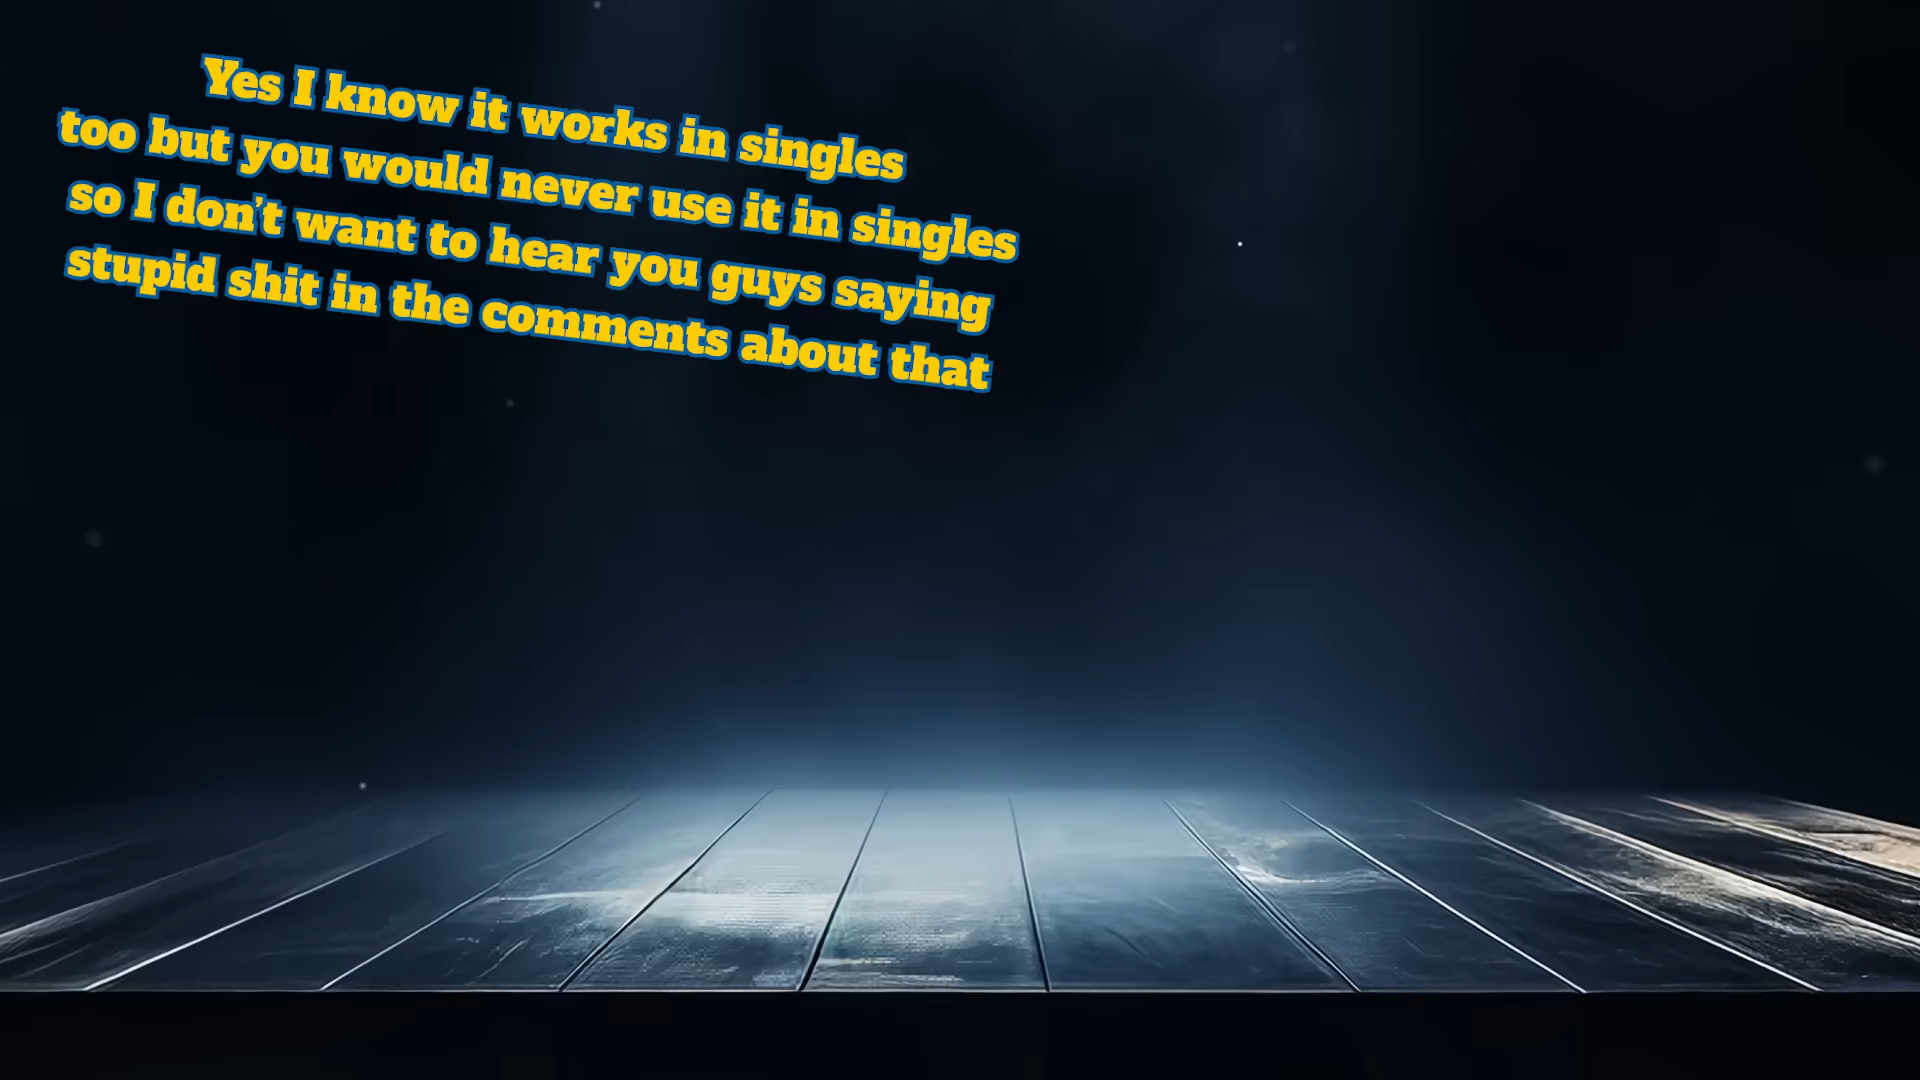 Yes I know it works in singles
too but you would never use it in singles
so I don't want to hear you guys saying
stupid shit in the comments about that